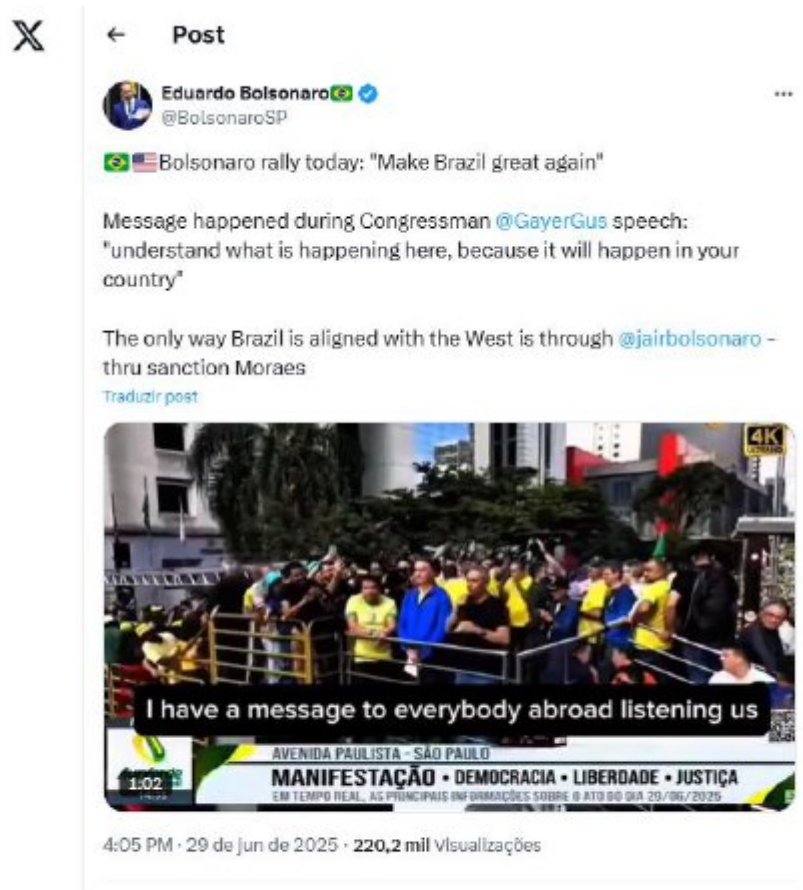 Post
Eduardo Bolsonaro
@BolsonaroSP
Bolsonaro rally today: "Make Brazil great again"
Message happened during Congressman @GayerGus speech:
"understand what is happening here, because it will happen in your
country"
The only way Brazil is aligned with the West is through @jairbolsonaro –
thru sanction Moraes
Traduzir post
4K
I have a message to everybody abroad listening us
AVENIDA PAULISTA - SÃO PAULO
MANIFESTAÇÃO • DEMOCRACIA • LIBERDADE • JUSTIÇA
EM TEMPO REAL, AS PRINCIPAIS INFORMAÇÕES SOBRE O ATO DO DIA 29/06/2025
1:02
4:05 PM · 29 de jun de 2025 · 220,2 mil Visualizações